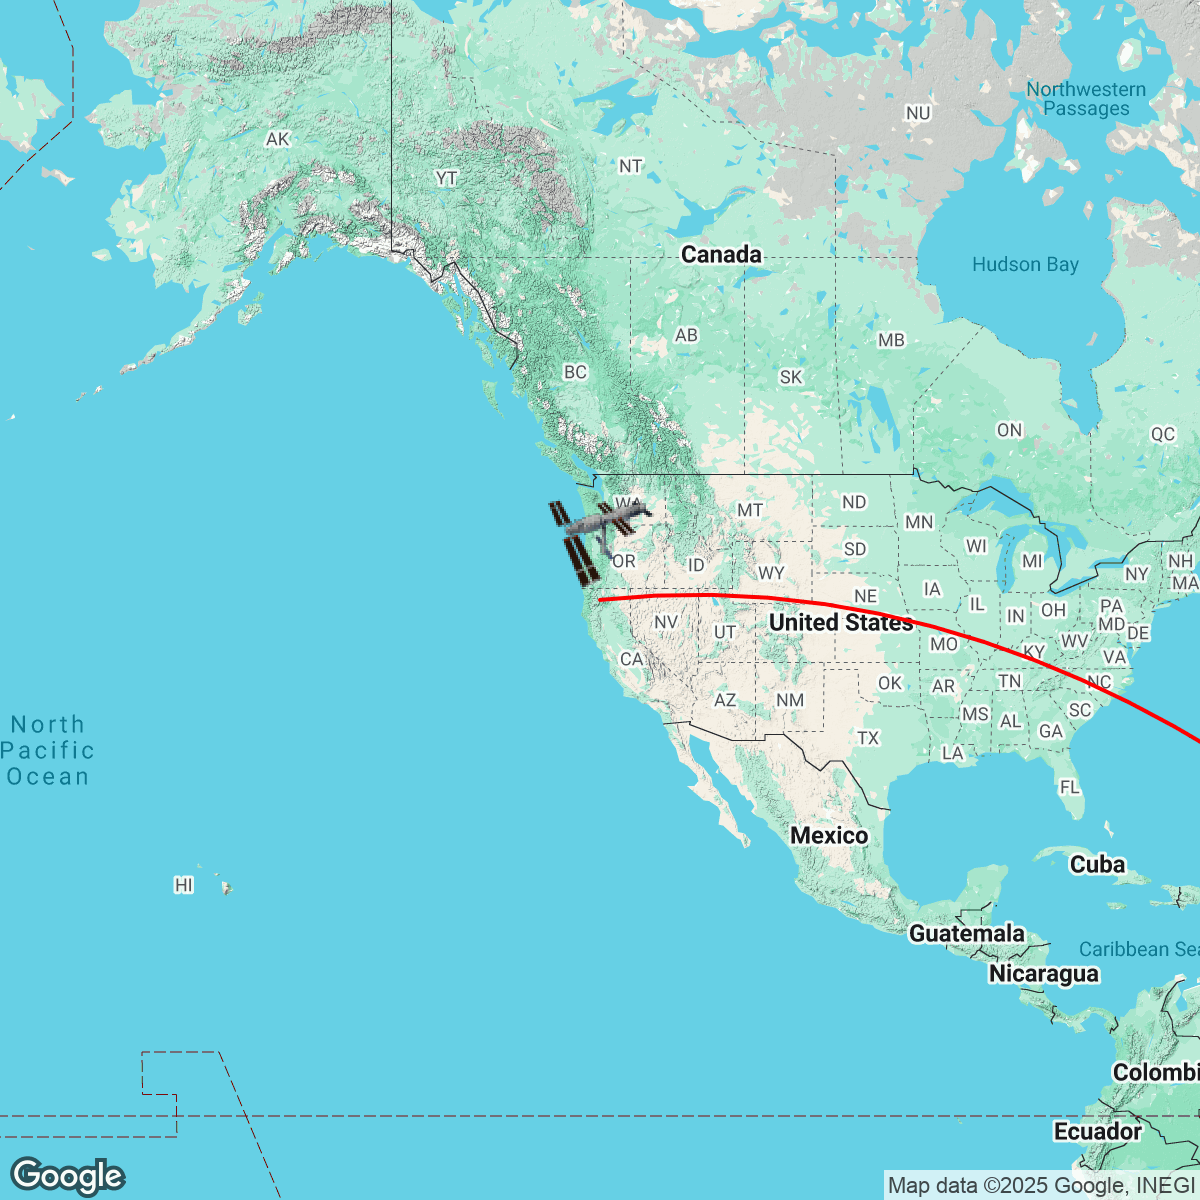 Northwestern
Passages
NU
AK
NT
YT
Canada
Hudson Bay
AB
MB
BC
SK
ON
QC
WA
ND
MT
MN
WI
SD
OR
ID
MI
NH
WY
NY
MA
IA
NE
IL
OH
PA
IN
United States
NV
MD
UT
DE
WV
MO
KY
VA
CA
OK
AR
TN
NC
AZ
NM
MS
AL
SC
GA
North
Pacific
Ocean
TX
LA
FL
Mexico
Cuba
HI
Guatemala
Caribbean Sea
Nicaragua
Colombi
Ecuador
Google
Map data ©2025 Google, INEGI